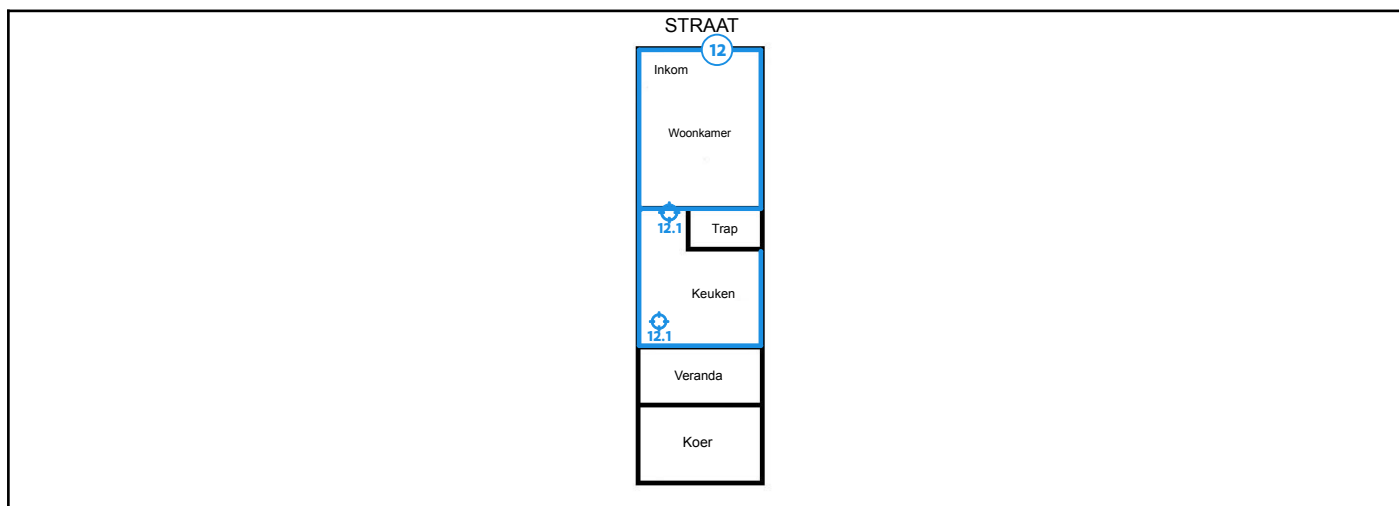 STRAAT
12
Inkom
Woonkamer
12.1
Trap
Keuken
12.1
Veranda
Koer